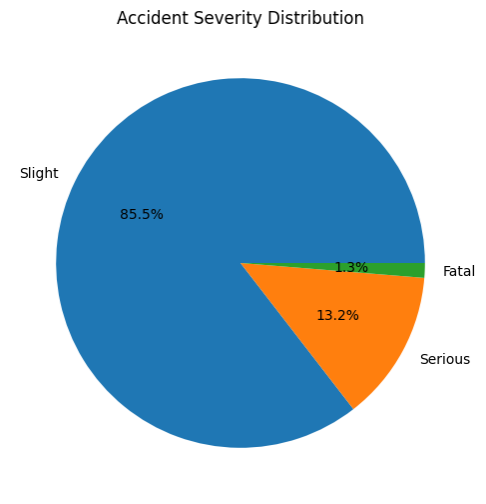 Accident Severity Distribution
Slight
85.5%
1.3%
Fatal
13.2%
Serious